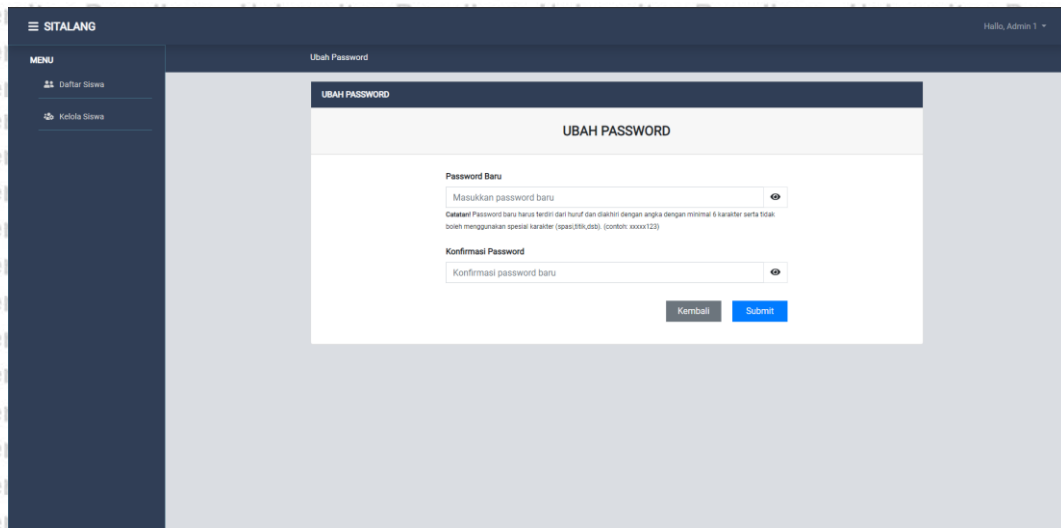 SITALANG
Hallo, Admin 1
MENU
Daftar Siswa
Kelola Siswa
Ubah Password
UBAH PASSWORD
UBAH PASSWORD
Password Baru
Masukkan password baru
Catatan! Password baru harus terdiri dari huruf dan diakhiri dengan angka dengan minimal 6 karakter serta tidak
boleh menggunakan spesial karakter (spasi,titik,dsb). (contoh: xxxxx123)
Konfirmasi Password
Konfirmasi password baru
Kembali
Submit